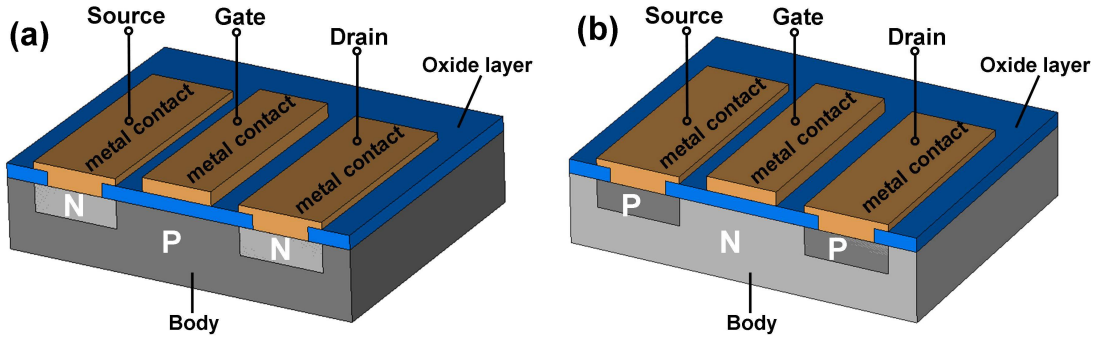 (a)
Source
Gate
Drain
Oxide layer
metal contact
metal contact
metal contact
N
P
N
Body
(b)
Source
Gate
Drain
Oxide layer
metal contact
metal contact
metal contact
P
N
P
Body